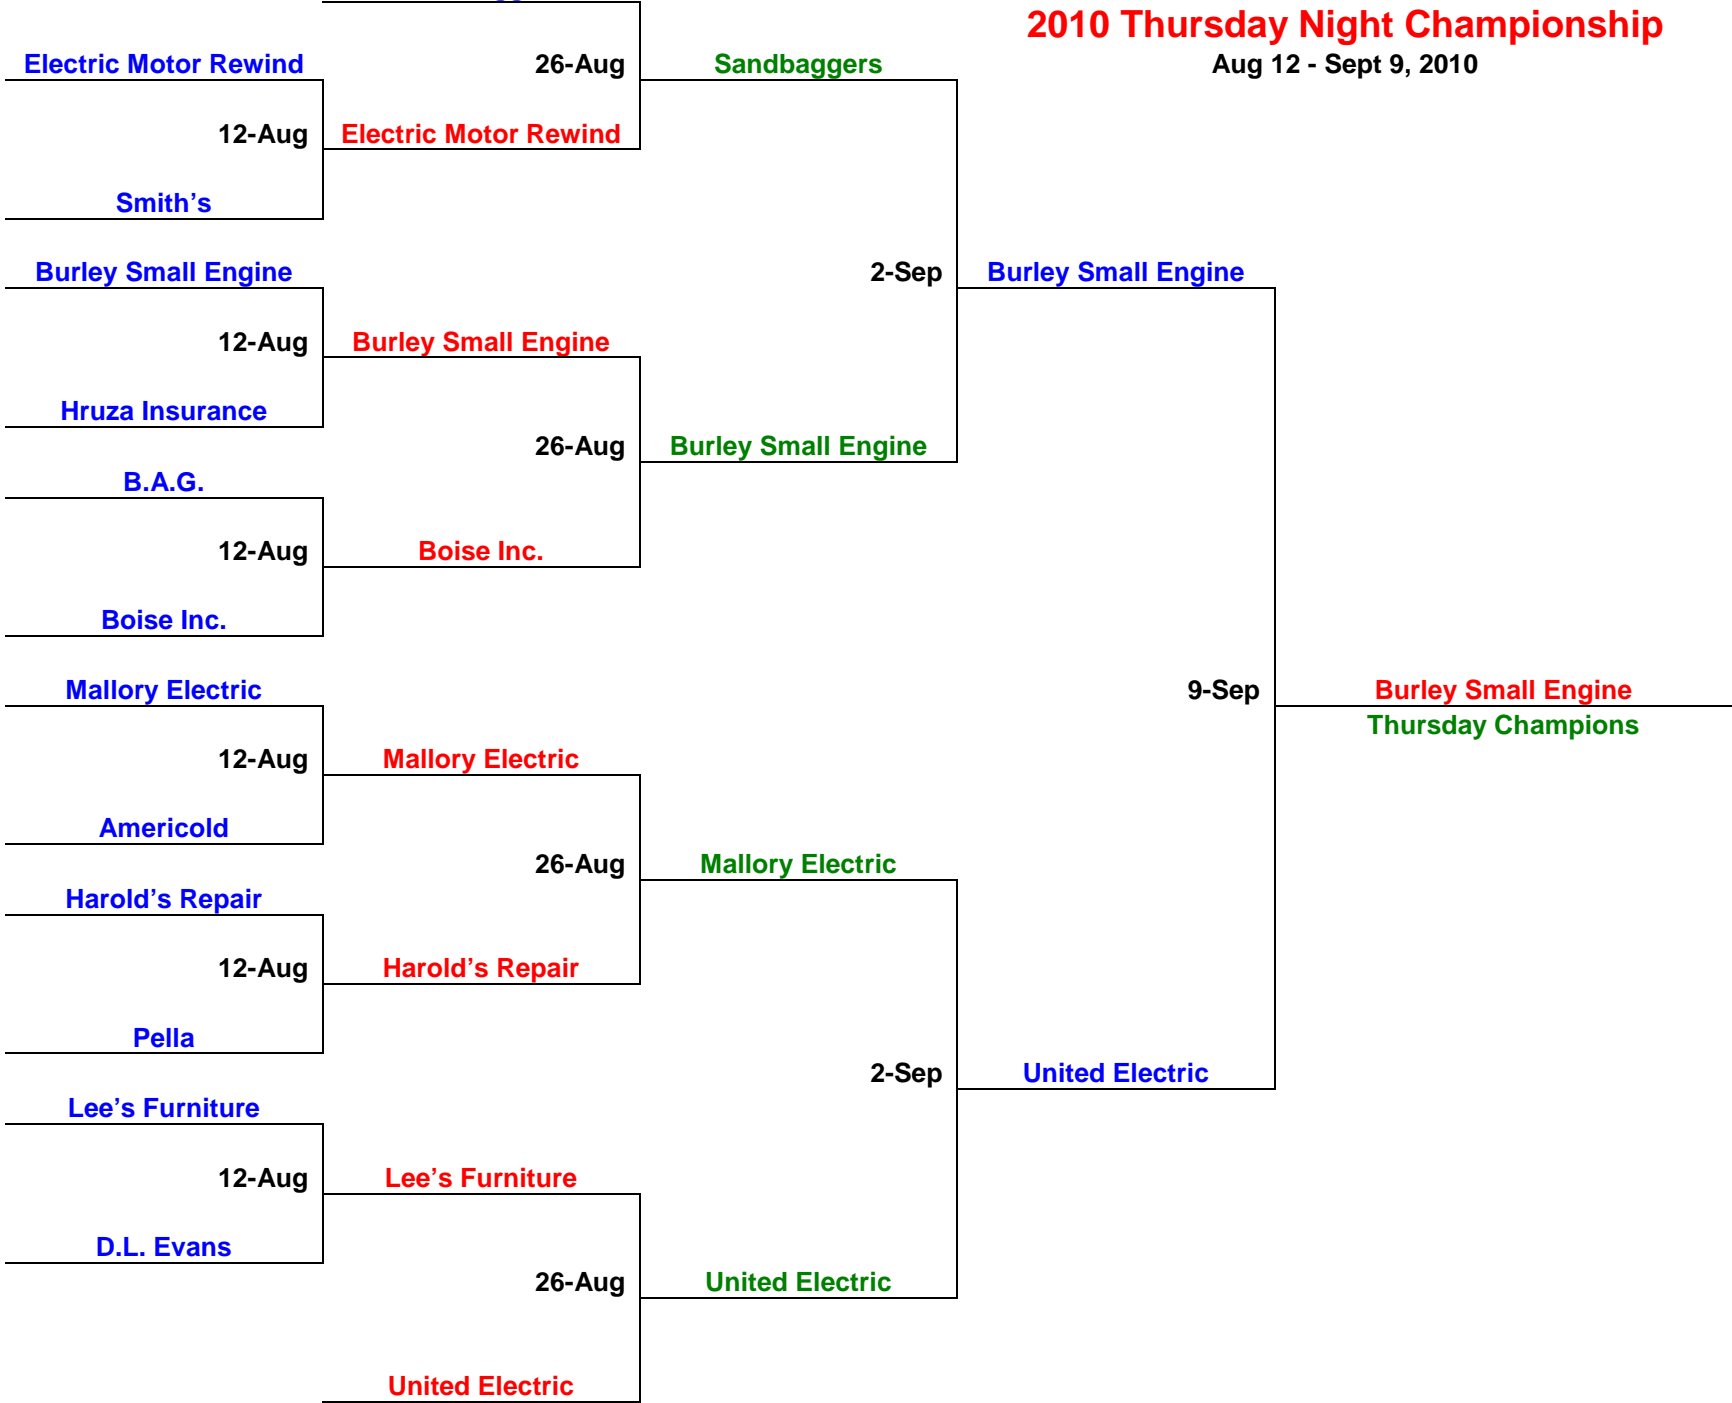 2010 Thursday Night Championship
Electric Motor Rewind
26-Aug
Sandbaggers
Aug 12 - Sept 9, 2010
12-Aug
Electric Motor Rewind
Smith’s
Burley Small Engine
2-Sep
Burley Small Engine
12-Aug
Burley Small Engine
Hruza Insurance
26-Aug
Burley Small Engine
B.A.G.
12-Aug
Boise Inc.
Boise Inc.
Mallory Electric
9-Sep
Burley Small Engine
Thursday Champions
12-Aug
Mallory Electric
Americold
26-Aug
Mallory Electric
Harold’s Repair
12-Aug
Harold’s Repair
Pella
2-Sep
United Electric
Lee’s Furniture
12-Aug
Lee’s Furniture
D.L. Evans
26-Aug
United Electric
United Electric